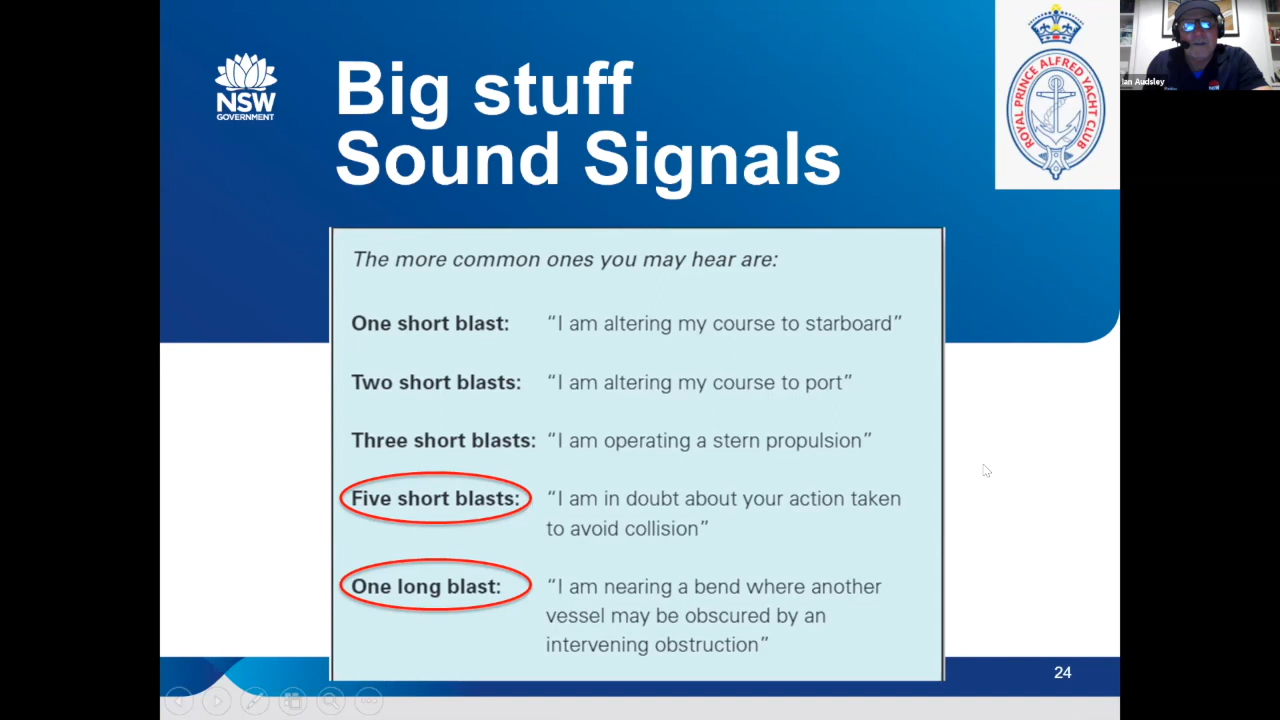 NSW
GOVERNMENT
Big stuff
Sound Signals
ROYAL PRINCE ALFRED YACHT CLUB
Ian Audsley
The more common ones you may hear are:
One short blast: “I am altering my course to starboard”
Two short blasts: “I am altering my course to port”
Three short blasts: “I am operating a stern propulsion”
Five short blasts: “I am in doubt about your action taken
to avoid collision”
One long blast: “I am nearing a bend where another
vessel may be obscured by an
intervening obstruction”
24